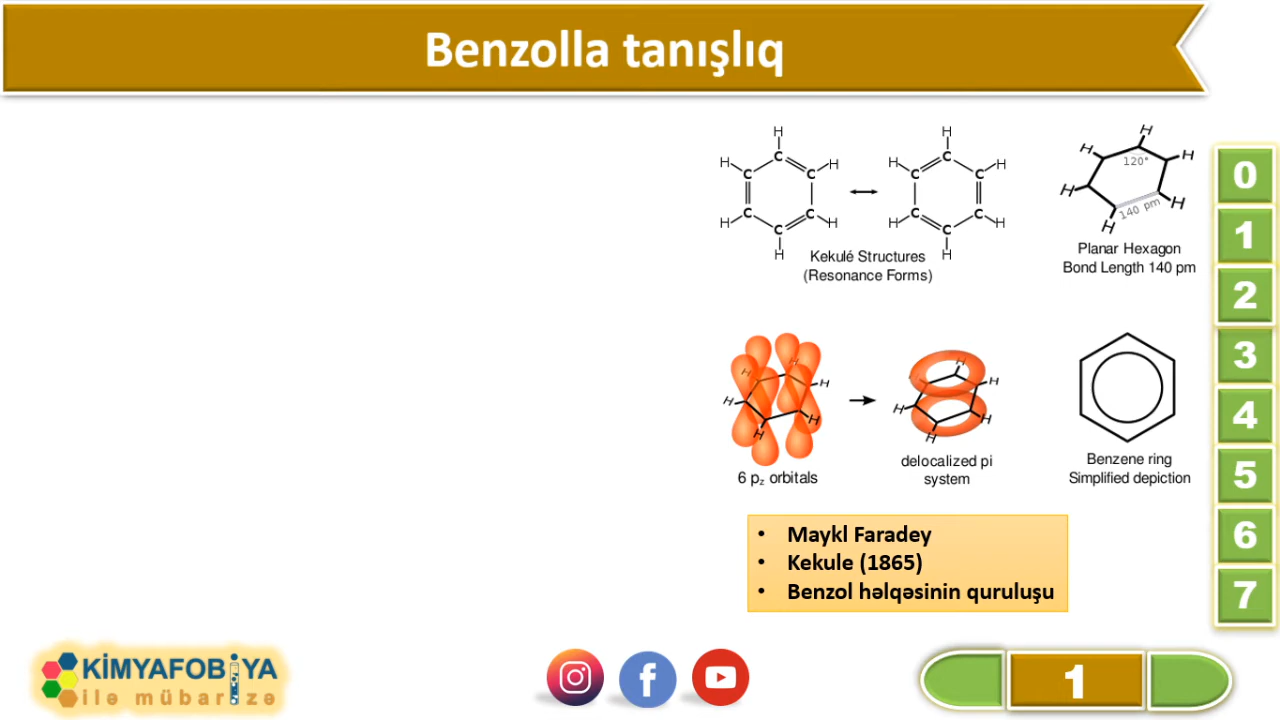 Benzolla tanışlıq
H
H
C
H
C
C
C
C
H
C
H
H
H
H
C
H
C
C
C
C
H
C
H
H
Kekulé Structures
(Resonance Forms)
H
H
H
120°
H
140 pm
H
H
Planar Hexagon
Bond Length 140 pm
H
H
H
H
H
H
6 pz orbitals
H
H
H
H
H
delocalized pi
system
Benzene ring
Simplified depiction
• Maykl Faradey
• Kekule (1865)
• Benzol həlqəsinin quruluşu
0
1
2
3
4
5
6
7
KİMYAFOBİYA
ilə mübarizə
f
1